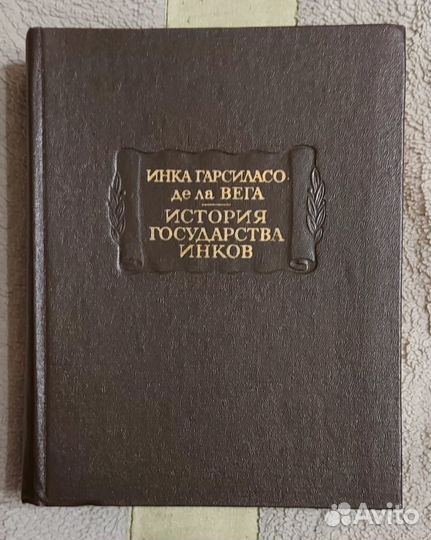 ИНКА ГАРСИЛАСО
де ла ВЕГА
ИСТОРИЯ
ГОСУДАРСТВА
ИНКОВ
Avito